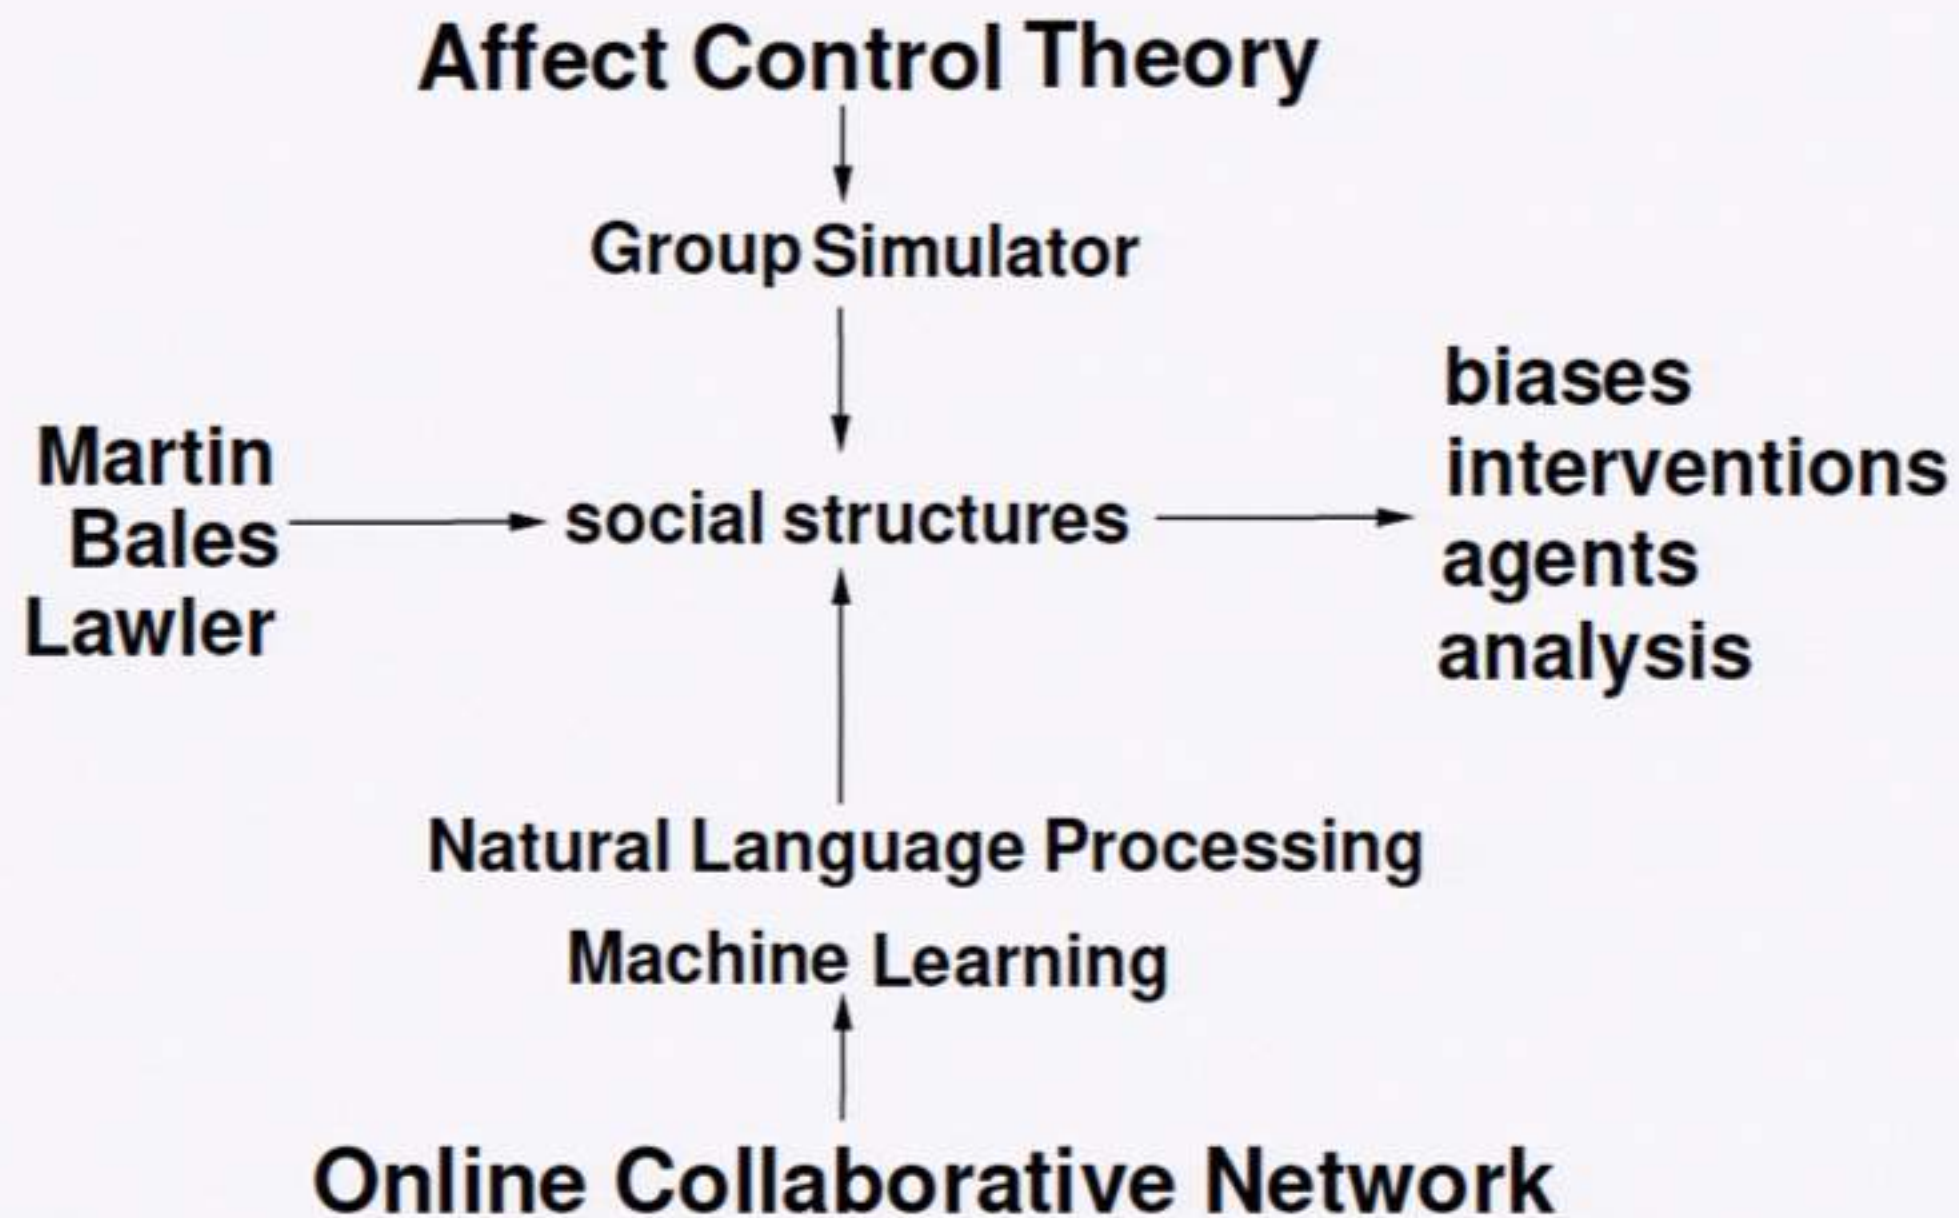 Affect Control Theory
Group Simulator
Martin
Bales
Lawler
social structures
biases
interventions
agents
analysis
Natural Language Processing
Machine Learning
Online Collaborative Network